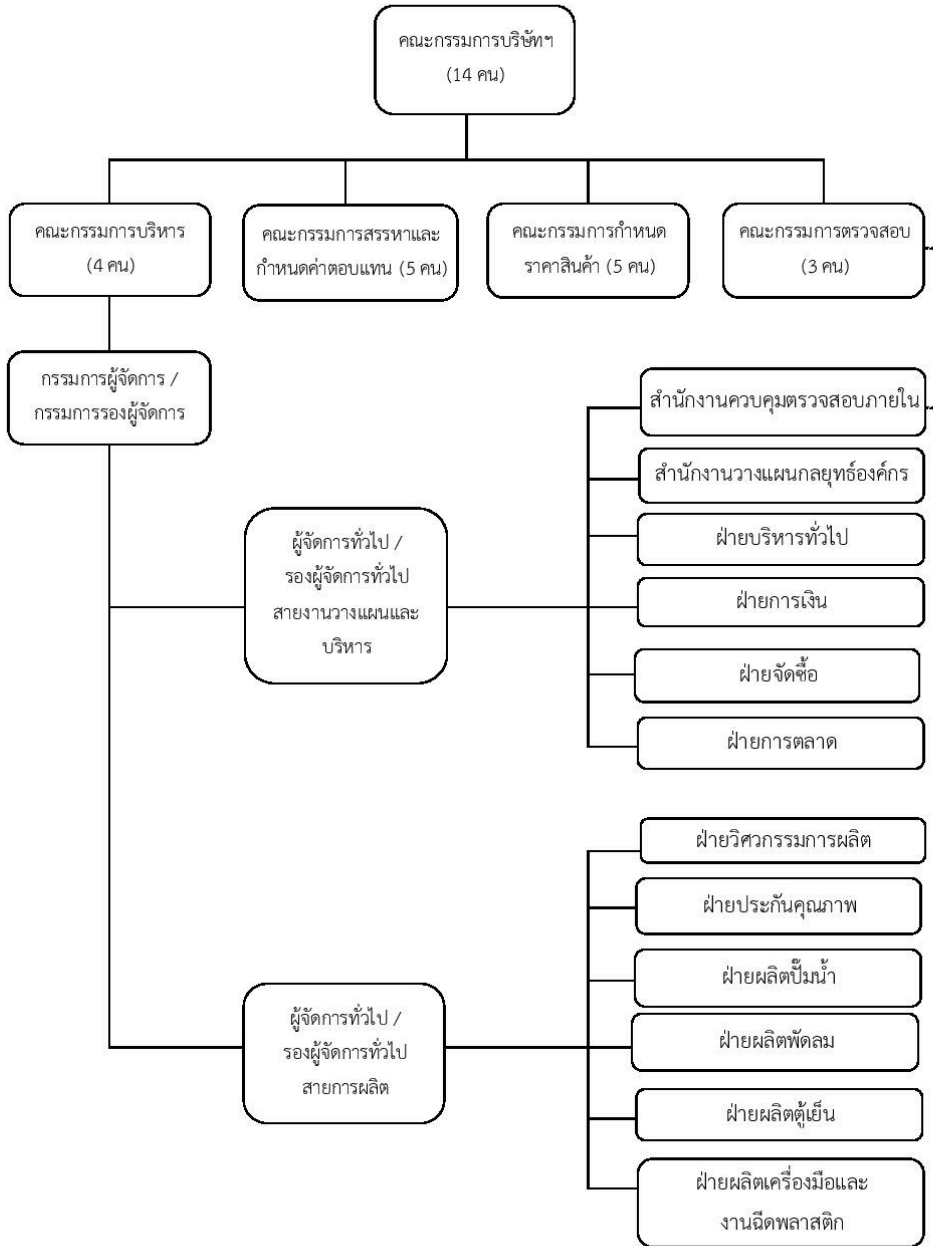 คณะกรรมการบริษัทฯ
(14 คน)
คณะกรรมการบริหาร
(4 คน)
คณะกรรมการสรรหาและ
กำหนดค่าตอบแทน (5 คน)
คณะกรรมการกำหนด
ราคาสินค้า (5 คน)
คณะกรรมการตรวจสอบ
(3 คน)
กรรมการผู้จัดการ /
กรรมการรองผู้จัดการ
ผู้จัดการทั่วไป /
รองผู้จัดการทั่วไป
สายงานวางแผนและ
บริหาร
สำนักงานควบคุมตรวจสอบภายใน
สำนักงานวางแผนกลยุทธ์องค์กร
ฝ่ายบริหารทั่วไป
ฝ่ายการเงิน
ฝ่ายจัดซื้อ
ฝ่ายการตลาด
ผู้จัดการทั่วไป /
รองผู้จัดการทั่วไป
สายการผลิต
ฝ่ายวิศวกรรมการผลิต
ฝ่ายประกันคุณภาพ
ฝ่ายผลิตปั๊มน้ำ
ฝ่ายผลิตพัดลม
ฝ่ายผลิตตู้เย็น
ฝ่ายผลิตเครื่องมือและ
งานฉีดพลาสติก